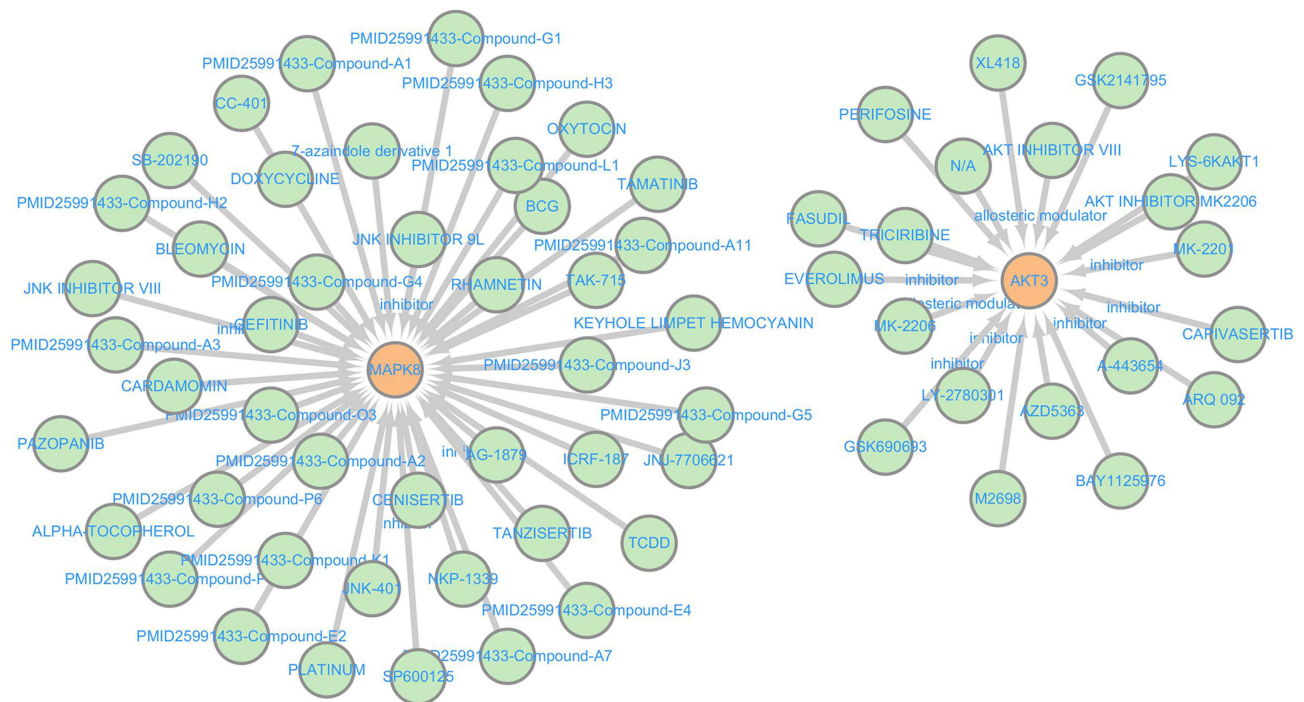 PMID25991433-Compound-G1
PMID25991433-Compound-A1
PMID25991433-Compound-H3
CC-401
OXYTOCIN
7-azaindole derivative 1
SB-202190
PMID25991433-Compound-L1
DOXYCYCLINE
TAMATINIB
PMID25991433-Compound-H2
BCG
JNK INHIBITOR 9L
PMID25991433-Compound-A11
BLEOMYCIN
PMID25991433-Compound-G4
RHAMNETIN
TAK-715
JNK INHIBITOR VIII
inhibitor
GEFITINIB
KEYHOLE LIMPET HEMOCYANIN
PMID25991433-Compound-A3
PMID25991433-Compound-J3
MAPK8
CARDAMOMIN
PMID25991433-Compound-O3
PMID25991433-Compound-G5
PAZOPANIB
PMID25991433-Compound-A2
AG-1879
ICRF-187
JNJ-7706621
PMID25991433-Compound-P6
CENISERTIB
ALPHA-TOCOPHEROL
TANZISERTIB
TCDD
PMID25991433-Compound-K1
PMID25991433-Compound-P
JNK-401
NKP-1339
PMID25991433-Compound-E4
PMID25991433-Compound-E2
25991433-Compound-A7
PLATINUM
SP600125
XL418
GSK2141795
PERIFOSINE
AKT INHIBITOR VIII
N/A
LYS-6KAKT1
AKT INHIBITOR MK2206
allosteric modulator
FASUDIL
TRICIRIBINE
MK-2201
inhibitor
EVEROLIMUS
inhibitor
AKT3
MK-2206
inhibitor
inhibitor
CAPIVASERTIB
inhibitor
inhibitor
A-443654
LY-2780301
AZD5363
ARQ 092
GSK690693
BAY1125976
M2698